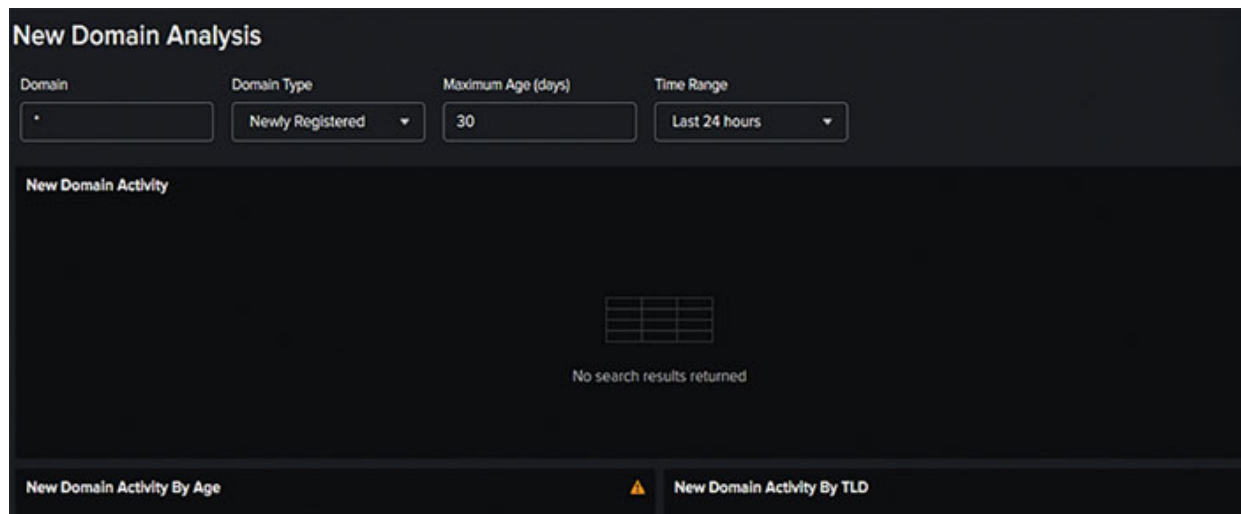 New Domain Analysis
Domain Domain Type Maximum Age (days) Time Range
* Newly Registered 30 Last 24 hours
New Domain Activity
No search results returned
New Domain Activity By Age New Domain Activity By TLD